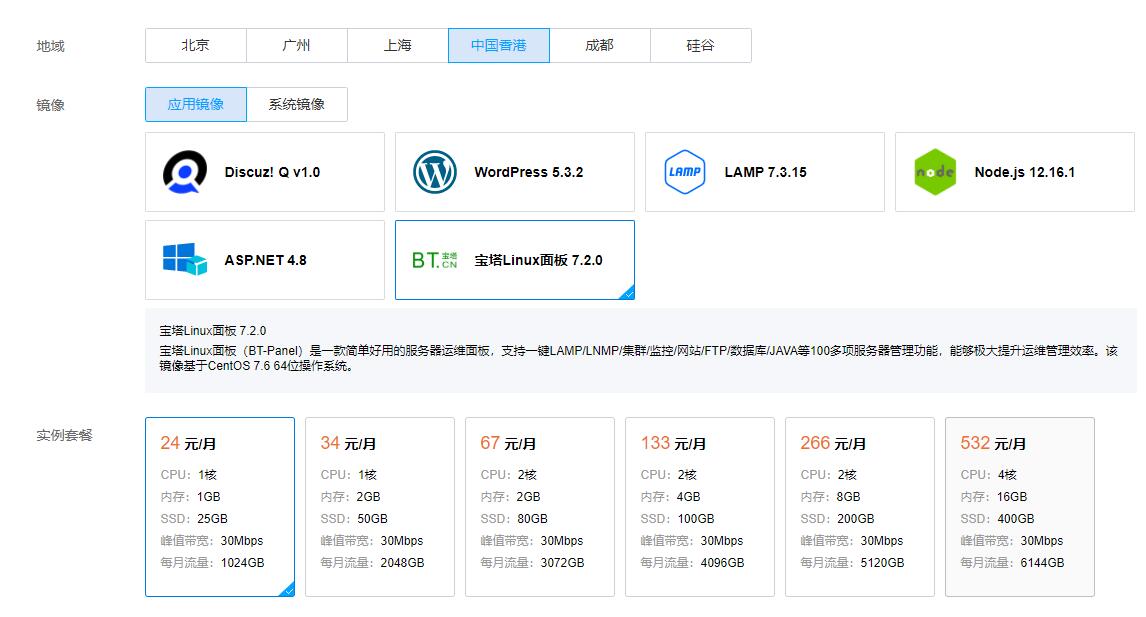 地域 北京 广州 上海 中国香港 成都 硅谷
镜像 应用镜像 系统镜像
Discuz! Q v1.0 WordPress 5.3.2 LAMP LAMP 7.3.15 node Node.js 12.16.1
ASP.NET 4.8 BT.宝塔CN 宝塔Linux面板 7.2.0
宝塔Linux面板 7.2.0
宝塔Linux面板（BT-Panel）是一款简单好用的服务器运维面板，支持一键LAMP/LNMP/集群/监控/网站/FTP/数据库/JAVA等100多项服务器管理功能，能够极大提升运维管理效率。该
镜像基于CentOS 7.6 64位操作系统。
实例套餐
24 元/月
CPU：1核
内存：1GB
SSD：25GB
峰值带宽：30Mbps
每月流量：1024GB
34 元/月
CPU：1核
内存：2GB
SSD：50GB
峰值带宽：30Mbps
每月流量：2048GB
67 元/月
CPU：2核
内存：2GB
SSD：80GB
峰值带宽：30Mbps
每月流量：3072GB
133 元/月
CPU：2核
内存：4GB
SSD：100GB
峰值带宽：30Mbps
每月流量：4096GB
266 元/月
CPU：2核
内存：8GB
SSD：200GB
峰值带宽：30Mbps
每月流量：5120GB
532 元/月
CPU：4核
内存：16GB
SSD：400GB
峰值带宽：30Mbps
每月流量：6144GB